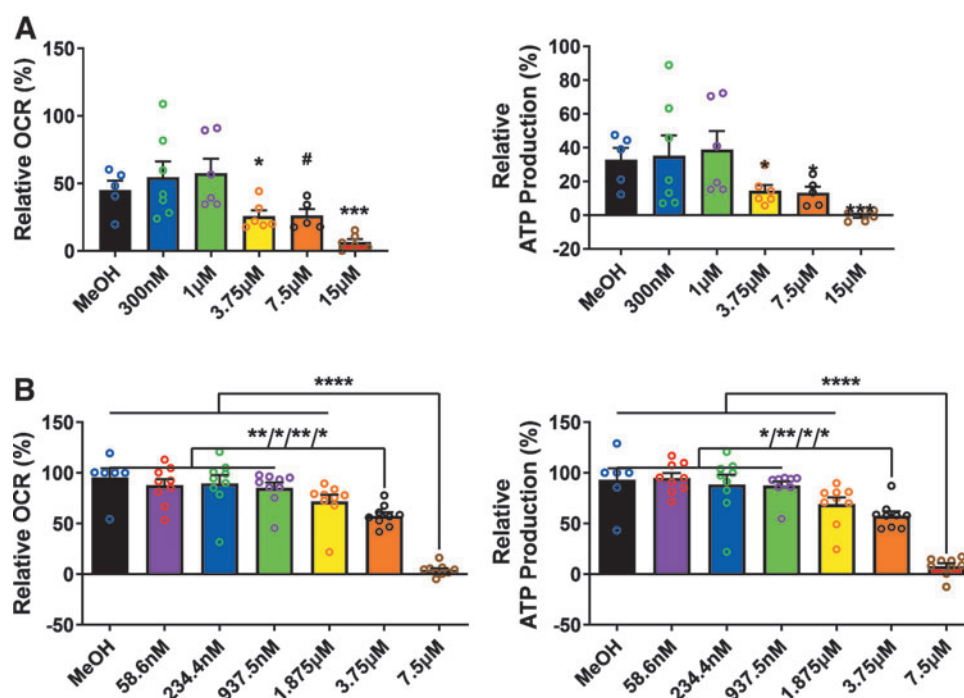 A
Relative OCR (%)
150
100
50
0
*
#
***
MeOH
300nM
1µM
3.75µM
7.5µM
15µM
Relative
ATP Production (%)
100
80
60
40
20
0
-20
*
*
***
MeOH
300nM
1µM
3.75µM
7.5µM
15µM
B
Relative OCR (%)
150
100
50
0
-50
****
**/*/**/*
MeOH
58.6nM
234.4nM
937.5nM
1.875µM
3.75µM
7.5µM
Relative
ATP Production (%)
150
100
50
0
-50
****
*/**/*/*
MeOH
58.6nM
234.4nM
937.5nM
1.875µM
3.75µM
7.5µM